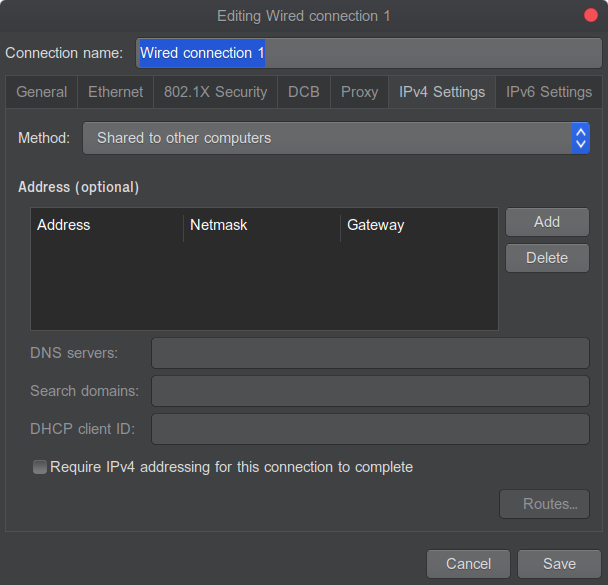 Editing Wired connection 1
Connection name: Wired connection 1
General Ethernet 802.1X Security DCB Proxy IPv4 Settings IPv6 Settings
Method: Shared to other computers
Address (optional)
Address Netmask Gateway Add
Delete
DNS servers:
Search domains:
DHCP client ID:
Require IPv4 addressing for this connection to complete
Routes...
Cancel Save